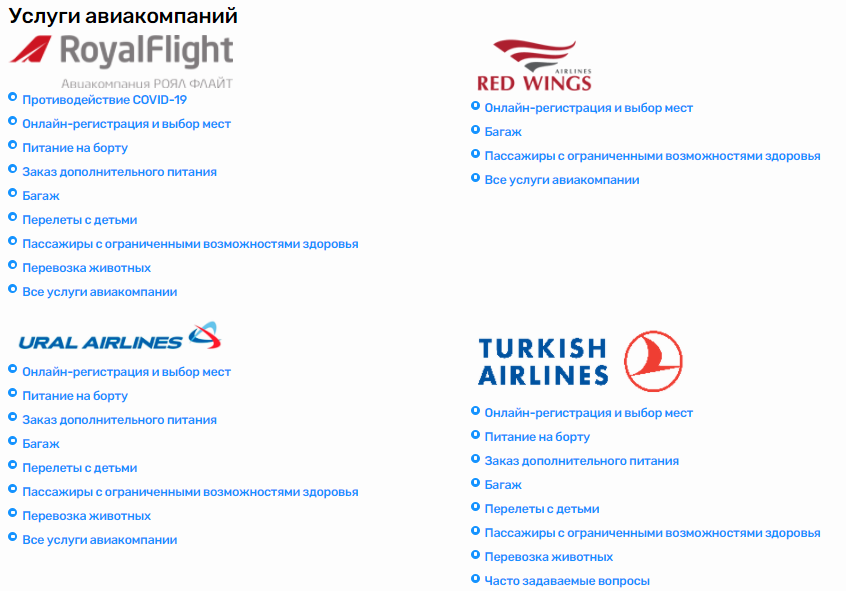 Услуги авиакомпаний
RoyalFlight
Авиакомпания РОЯЛ ФЛАЙТ
Противодействие COVID-19
Онлайн-регистрация и выбор мест
Питание на борту
Заказ дополнительного питания
Багаж
Перелеты с детьми
Пассажиры с ограниченными возможностями здоровья
Перевозка животных
Все услуги авиакомпании
AIRLINES
RED WINGS
Онлайн-регистрация и выбор мест
Багаж
Пассажиры с ограниченными возможностями здоровья
Все услуги авиакомпании
URAL AIRLINES
Онлайн-регистрация и выбор мест
Питание на борту
Заказ дополнительного питания
Багаж
Перелеты с детьми
Пассажиры с ограниченными возможностями здоровья
Перевозка животных
Все услуги авиакомпании
TURKISH
AIRLINES
Онлайн-регистрация и выбор мест
Питание на борту
Заказ дополнительного питания
Багаж
Перелеты с детьми
Пассажиры с ограниченными возможностями здоровья
Перевозка животных
Часто задаваемые вопросы